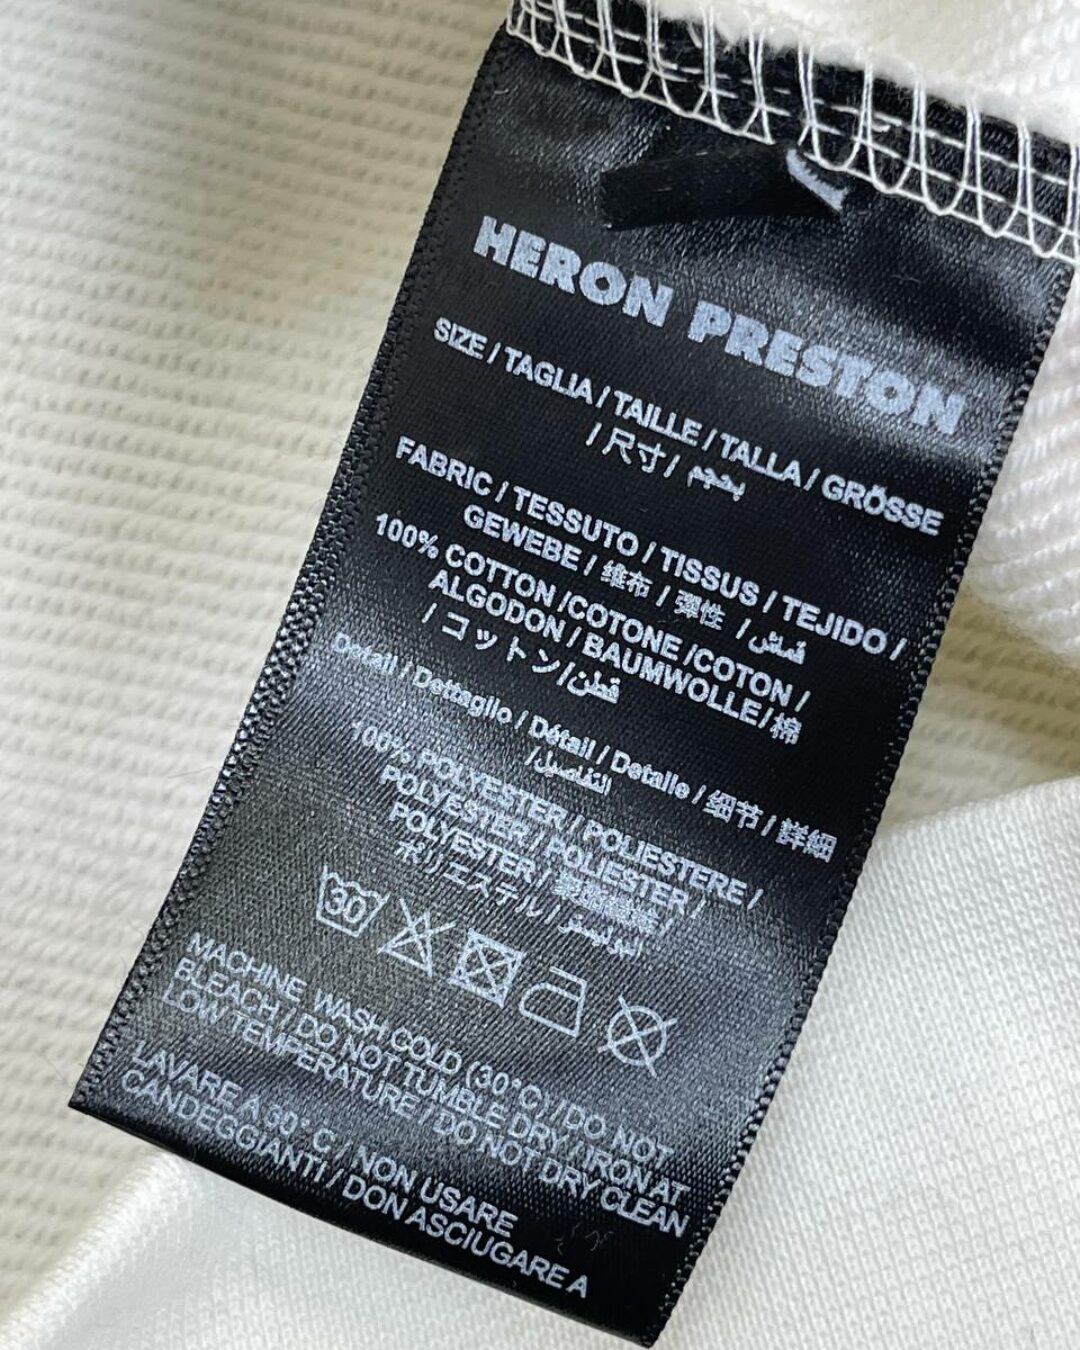 HERON PRESTON
SIZE / TAGLIA / TAILLE / TALLA / GRÖSSE
/ 尺寸 / بحجم
FABRIC / TESSUTO / TISSUS / TEJIDO /
GEWEBE / 维布 / 彈性 / قماش
100% COTTON /COTONE /COTON /
ALGODON / BAUMWOLLE/ 棉
/ コットン/قطن
Detail / Dettaglio / Détail / Detalle / 细节 / 詳細
/التفاصيل
100% POLYESTER / POLIESTERE /
POLYESTER / POLIESTER /
POLYESTER /
ポリエステル /
30
MACHINE WASH COLD (30°C) / DO NOT
BLEACH / DO NOT TUMBLE DRY / IRON AT
LOW TEMPERATURE / DO NOT DRY CLEAN
LAVARE A 30° C / NON USARE
CANDEGGIANTI / DON ASCIUGARE A